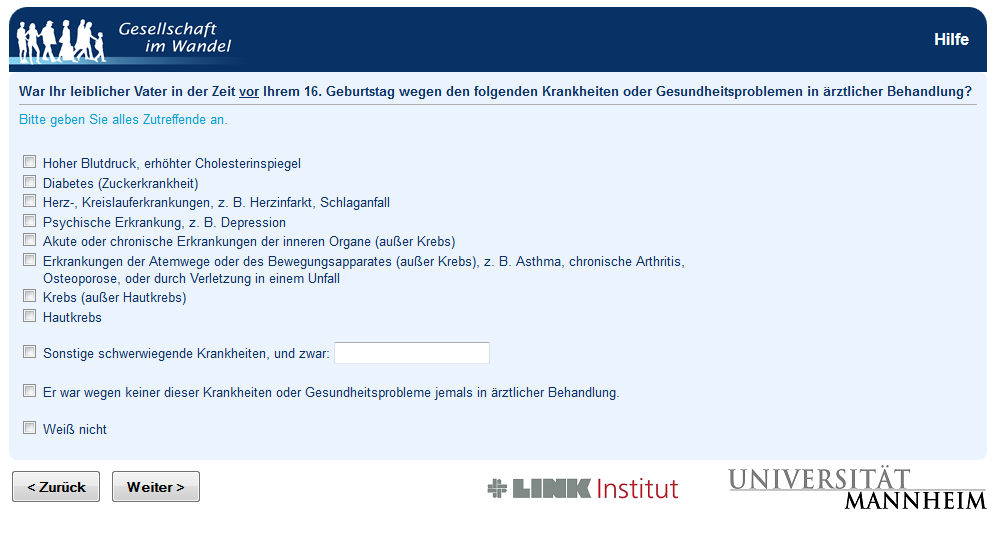 Gesellschaft
im Wandel
Hilfe
War Ihr leiblicher Vater in der Zeit vor Ihrem 16. Geburtstag wegen den folgenden Krankheiten oder Gesundheitsproblemen in ärztlicher Behandlung?
Bitte geben Sie alles Zutreffende an.
Hoher Blutdruck, erhöhter Cholesterinspiegel
Diabetes (Zuckerkrankheit)
Herz-, Kreislauferkrankungen, z. B. Herzinfarkt, Schlaganfall
Psychische Erkrankung, z. B. Depression
Akute oder chronische Erkrankungen der inneren Organe (außer Krebs)
Erkrankungen der Atemwege oder des Bewegungsapparates (außer Krebs), z. B. Asthma, chronische Arthritis,
Osteoporose, oder durch Verletzung in einem Unfall
Krebs (außer Hautkrebs)
Hautkrebs
Sonstige schwerwiegende Krankheiten, und zwar:
Er war wegen keiner dieser Krankheiten oder Gesundheitsprobleme jemals in ärztlicher Behandlung.
Weiß nicht
< Zurück
Weiter >
LINK Institut
UNIVERSITÄT
MANNHEIM